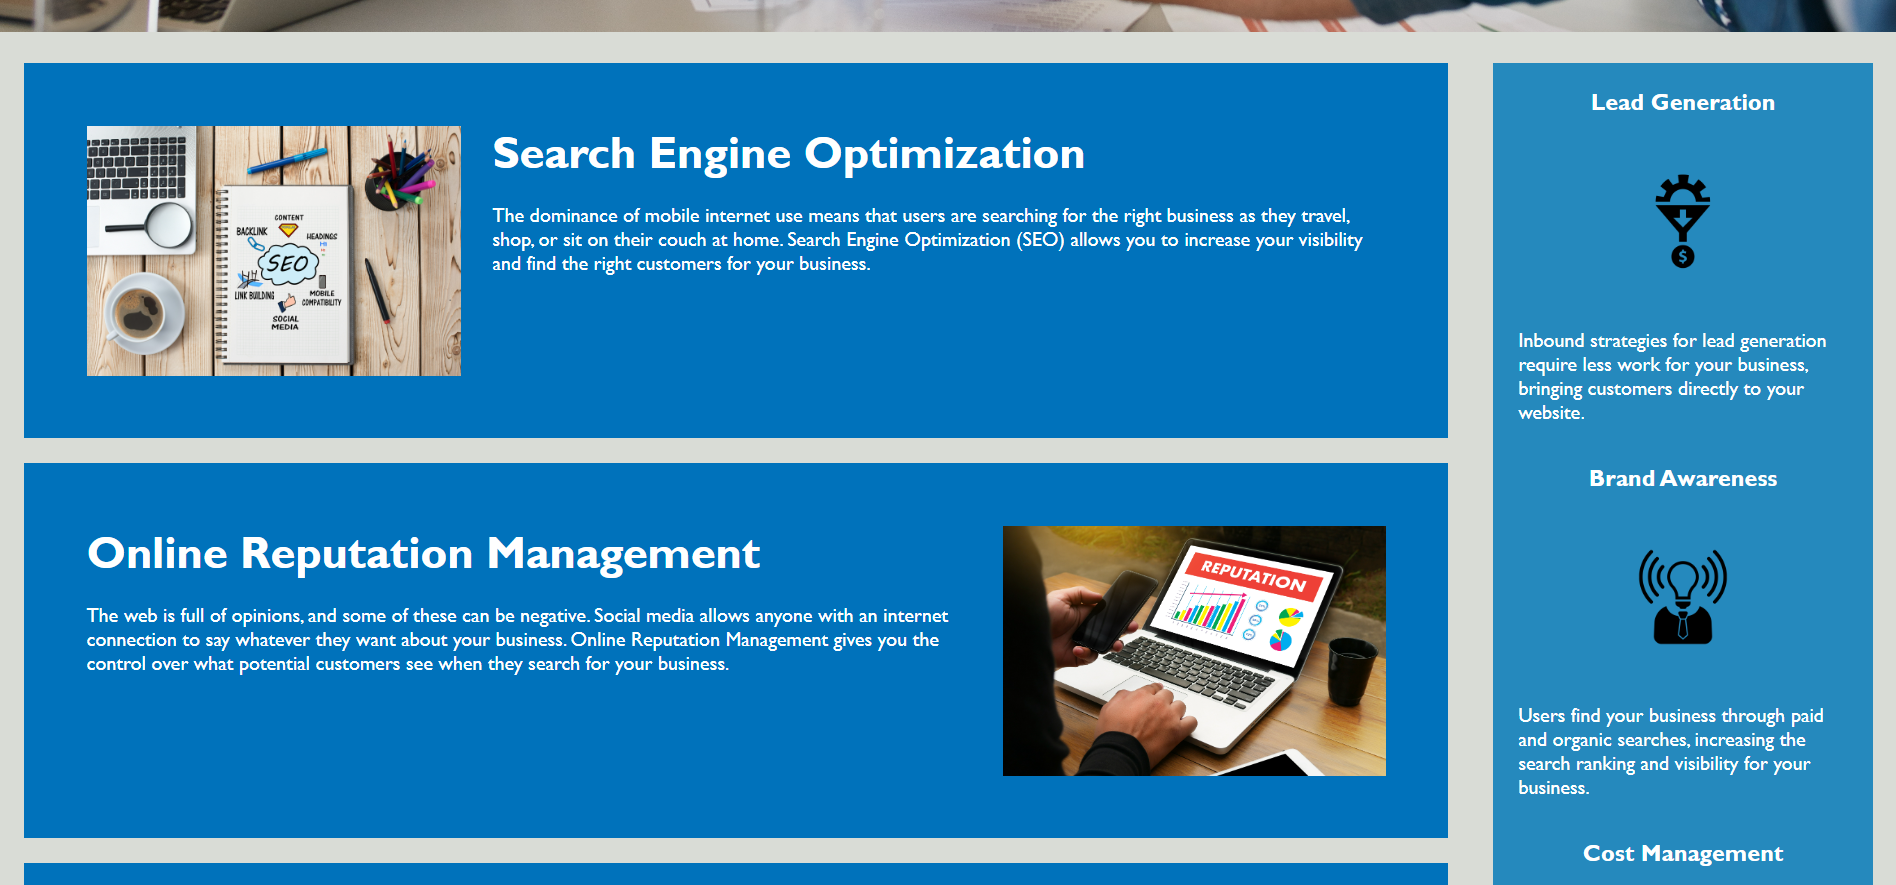 Search Engine Optimization
The dominance of mobile internet use means that users are searching for the right business as they travel,
shop, or sit on their couch at home. Search Engine Optimization (SEO) allows you to increase your visibility
and find the right customers for your business.
CONTENT
BACKLINK
HEADINGS
H1
SEO
LINK BUILDING
MOBILE
COMPATIBILITY
SOCIAL
MEDIA
Online Reputation Management
The web is full of opinions, and some of these can be negative. Social media allows anyone with an internet
connection to say whatever they want about your business. Online Reputation Management gives you the
control over what potential customers see when they search for your business.
REPUTATION
Lead Generation
$
Inbound strategies for lead generation
require less work for your business,
bringing customers directly to your
website.
Brand Awareness
Users find your business through paid
and organic searches, increasing the
search ranking and visibility for your
business.
Cost Management